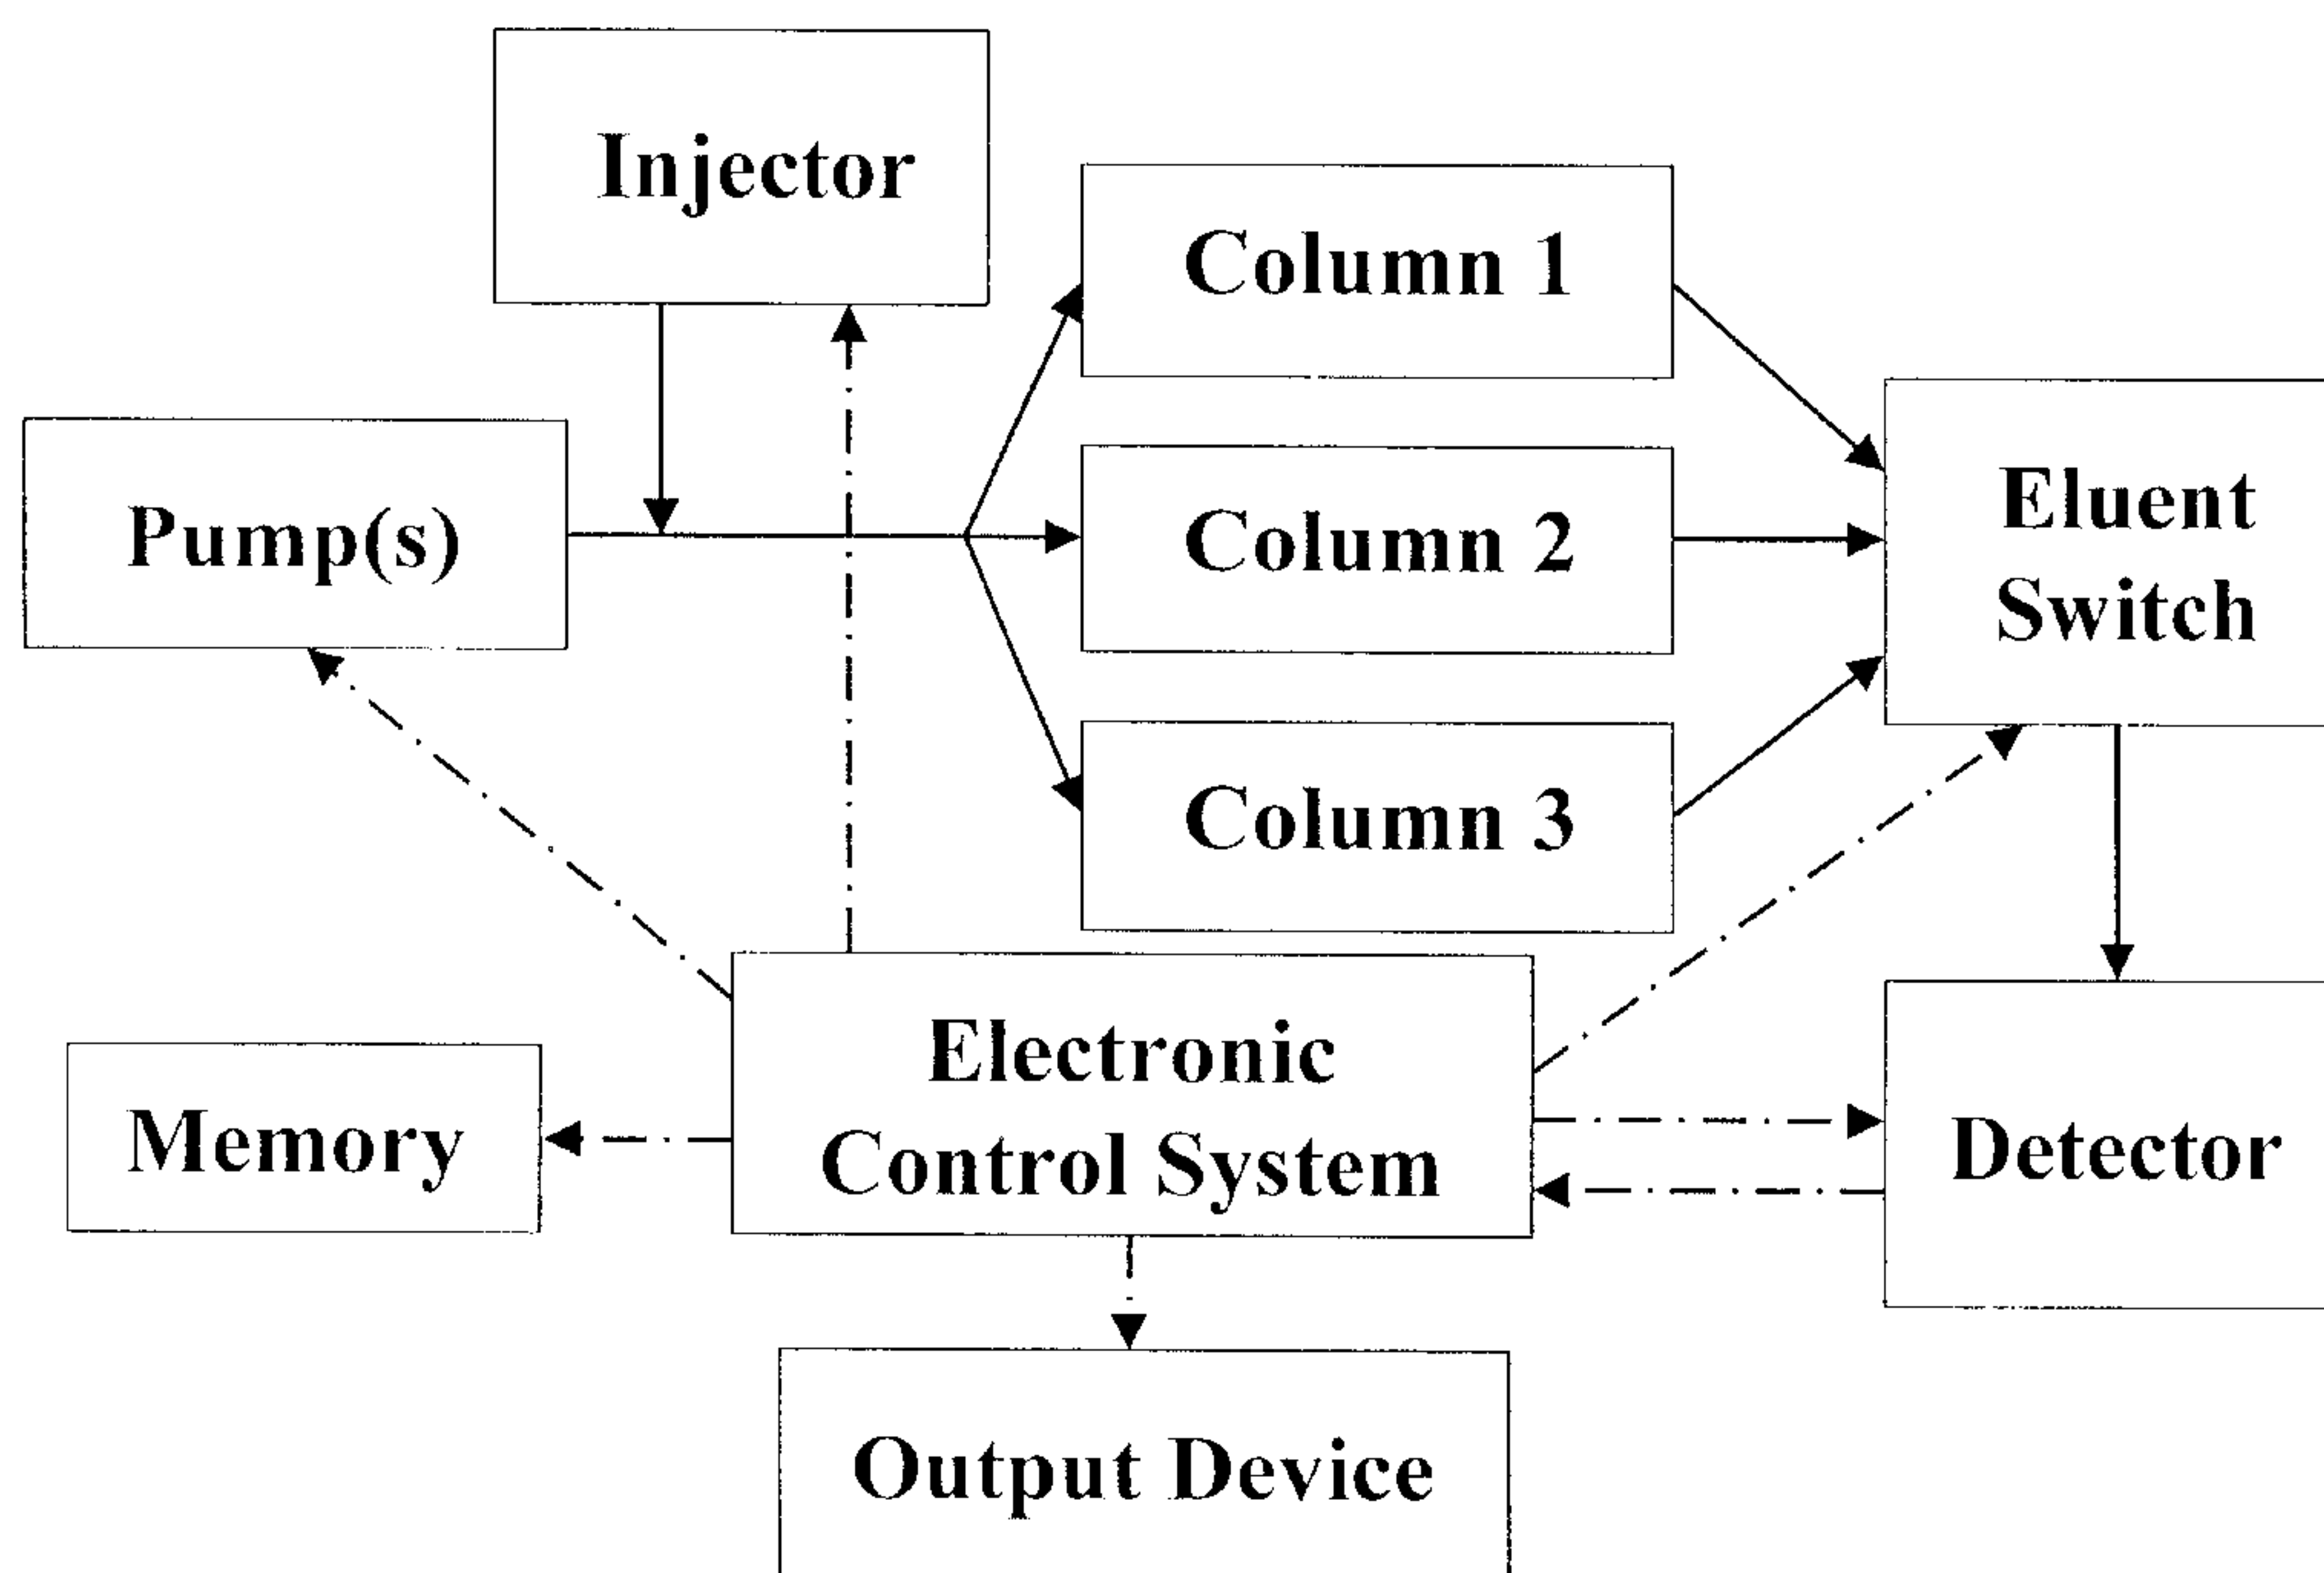 Injector
Column 1
Pump(s)
Column 2
Eluent
Switch
Column 3
Electronic
Control System
Memory
Detector
Output Device